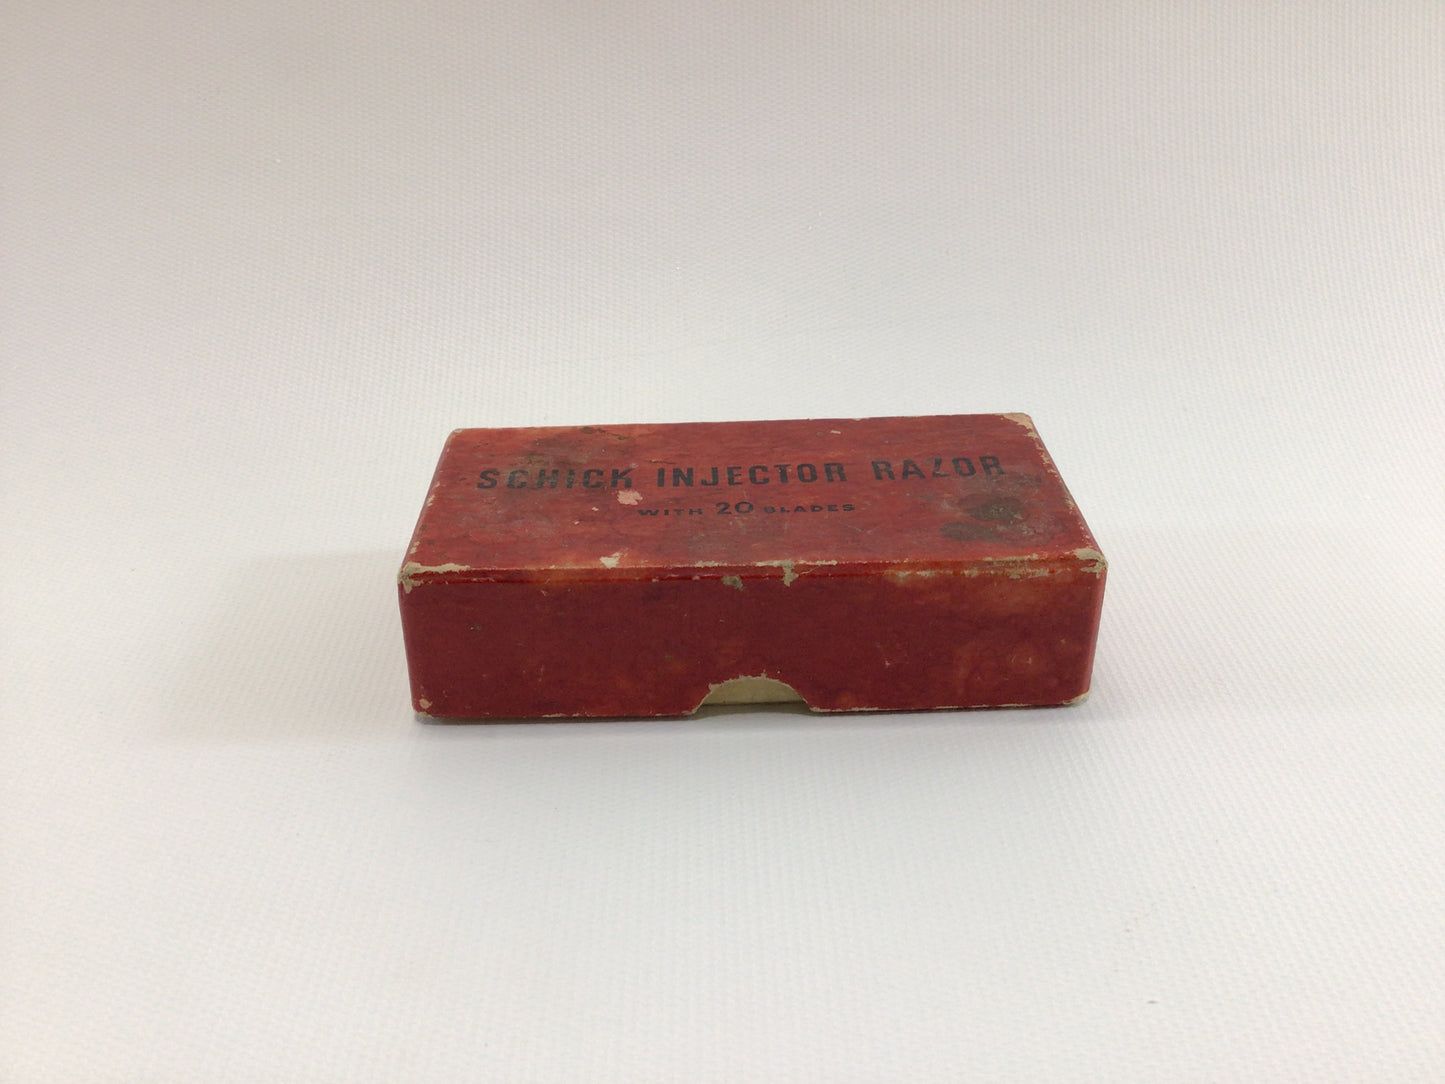 SCHICK INJECTOR RAZOR
WITH 20 BLADES